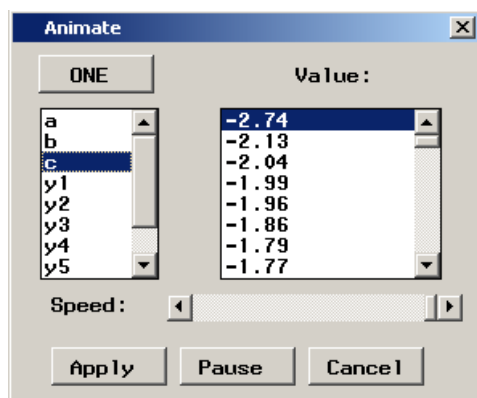 Animate
ONE
Value:
a
b
c
y1
y2
y3
y4
y5
-2.74
-2.13
-2.04
-1.99
-1.96
-1.86
-1.79
-1.77
Speed:
Apply
Pause
Cancel